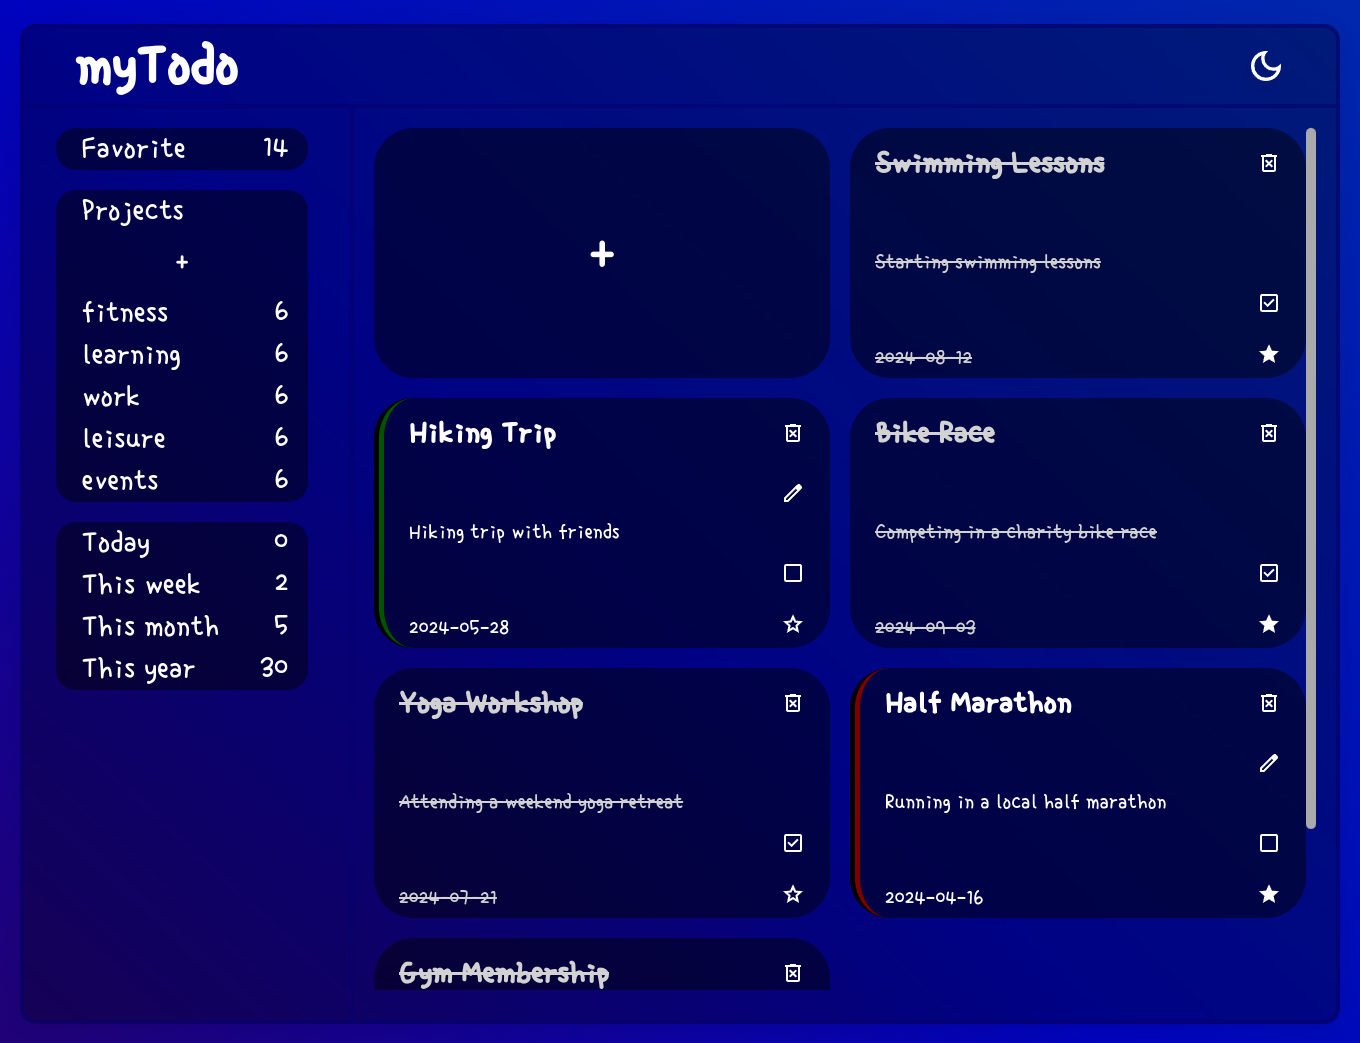 myTodo
Favorite 14
Projects
+
fitness 6
learning 6
work 6
leisure 6
events 6
Today 0
This week 2
This month 5
This year 30
+
Swimming Lessons
Starting swimming lessons
2024-08-12
Hiking Trip
Hiking trip with friends
2024-05-28
Bike Race
Competing in a charity bike race
2024-09-03
Yoga Workshop
Attending a weekend yoga retreat
2024-07-21
Half Marathon
Running in a local half marathon
2024-04-16
Gym Membership